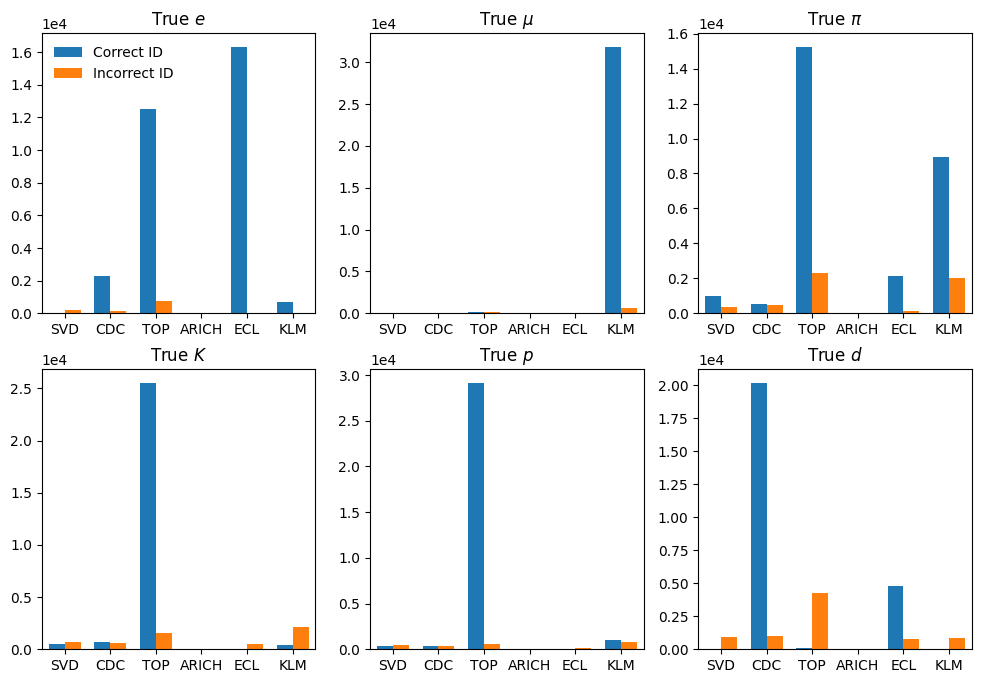 True e
1e4
1.6
1.4
1.2
1.0
0.8
0.6
0.4
0.2
0.0
Correct ID
Incorrect ID
SVD CDC TOP ARICH ECL KLM
True μ
1e4
3.0
2.5
2.0
1.5
1.0
0.5
0.0
SVD CDC TOP ARICH ECL KLM
True π
1e4
1.6
1.4
1.2
1.0
0.8
0.6
0.4
0.2
0.0
SVD CDC TOP ARICH ECL KLM
True K
1e4
2.5
2.0
1.5
1.0
0.5
0.0
SVD CDC TOP ARICH ECL KLM
True p
1e4
3.0
2.5
2.0
1.5
1.0
0.5
0.0
SVD CDC TOP ARICH ECL KLM
True d
1e4
2.00
1.75
1.50
1.25
1.00
0.75
0.50
0.25
0.00
SVD CDC TOP ARICH ECL KLM